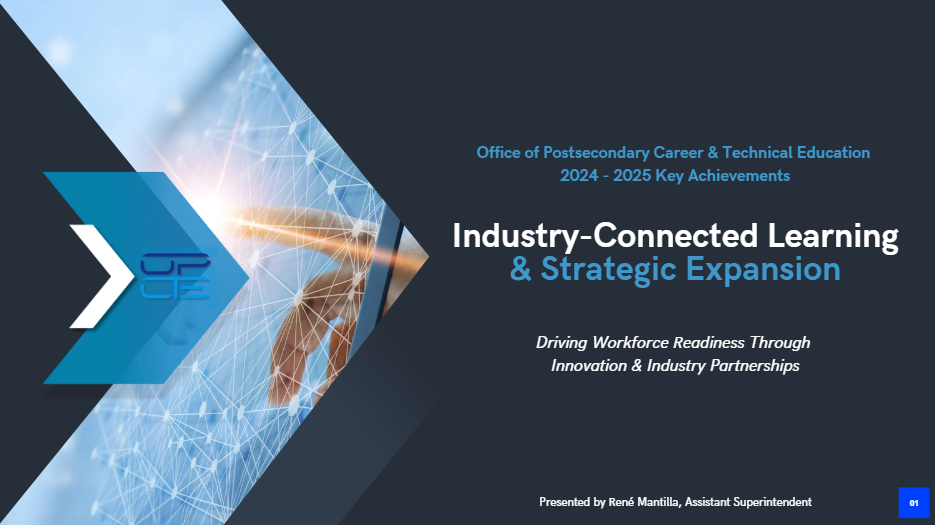 Office of Postsecondary Career & Technical Education
2024 - 2025 Key Achievements
Industry-Connected Learning
& Strategic Expansion
Driving Workforce Readiness Through
Innovation & Industry Partnerships
Presented by René Mantilla, Assistant Superintendent
01